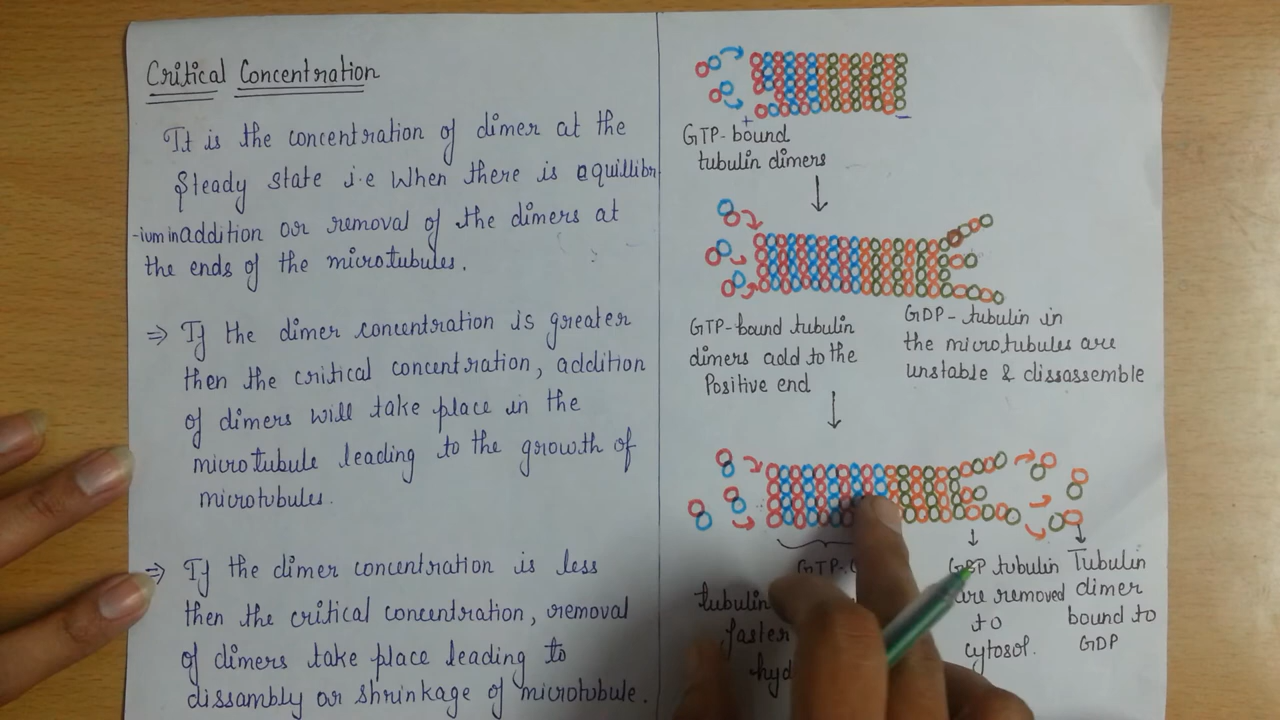 Critical Concentration
It is the concentration of dimer at the
steady state i.e When there is equillibr
-ium in addition or removal of the dimers at
the ends of the microtubules.
⇒ If the dimer concentration is greater
then the critical concentration, addition
of dimers will take place in the
microtubule leading to the growth of
microtubules.
⇒ If the dimer concentration is less
then the critical concentration, removal
of dimers take place leading to
dissambly or shrinkage of microtubule.
+
-
GTP-bound
tubulin dimers
GTP-bound tubulin
dimers add to the
Positive end
GDP-tubulin in
the microtubules are
unstable & dissassemble
GTP-
tubulin
faster
hyd
tubulin
are removed
to
cytosol.
Tubulin
dimer
bound to
GDP